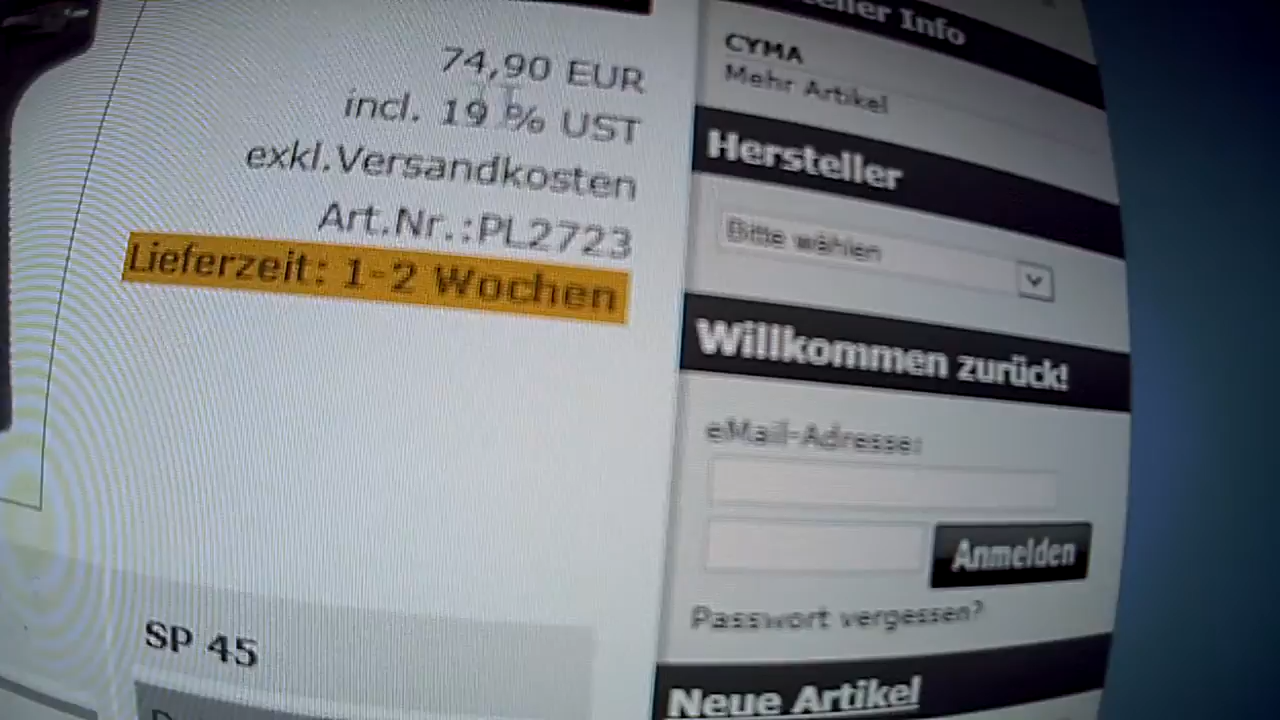 74,90 EUR
incl. 19 % UST
exkl.Versandkosten
Art.Nr.:PL2723
Lieferzeit: 1-2 Wochen
SP 45
Info
CYMA
Mehr Artikel
Hersteller
Bitte wählen
Willkommen zurück!
eMail-Adresse:
Anmelden
Passwort vergessen?
Neue Artikel